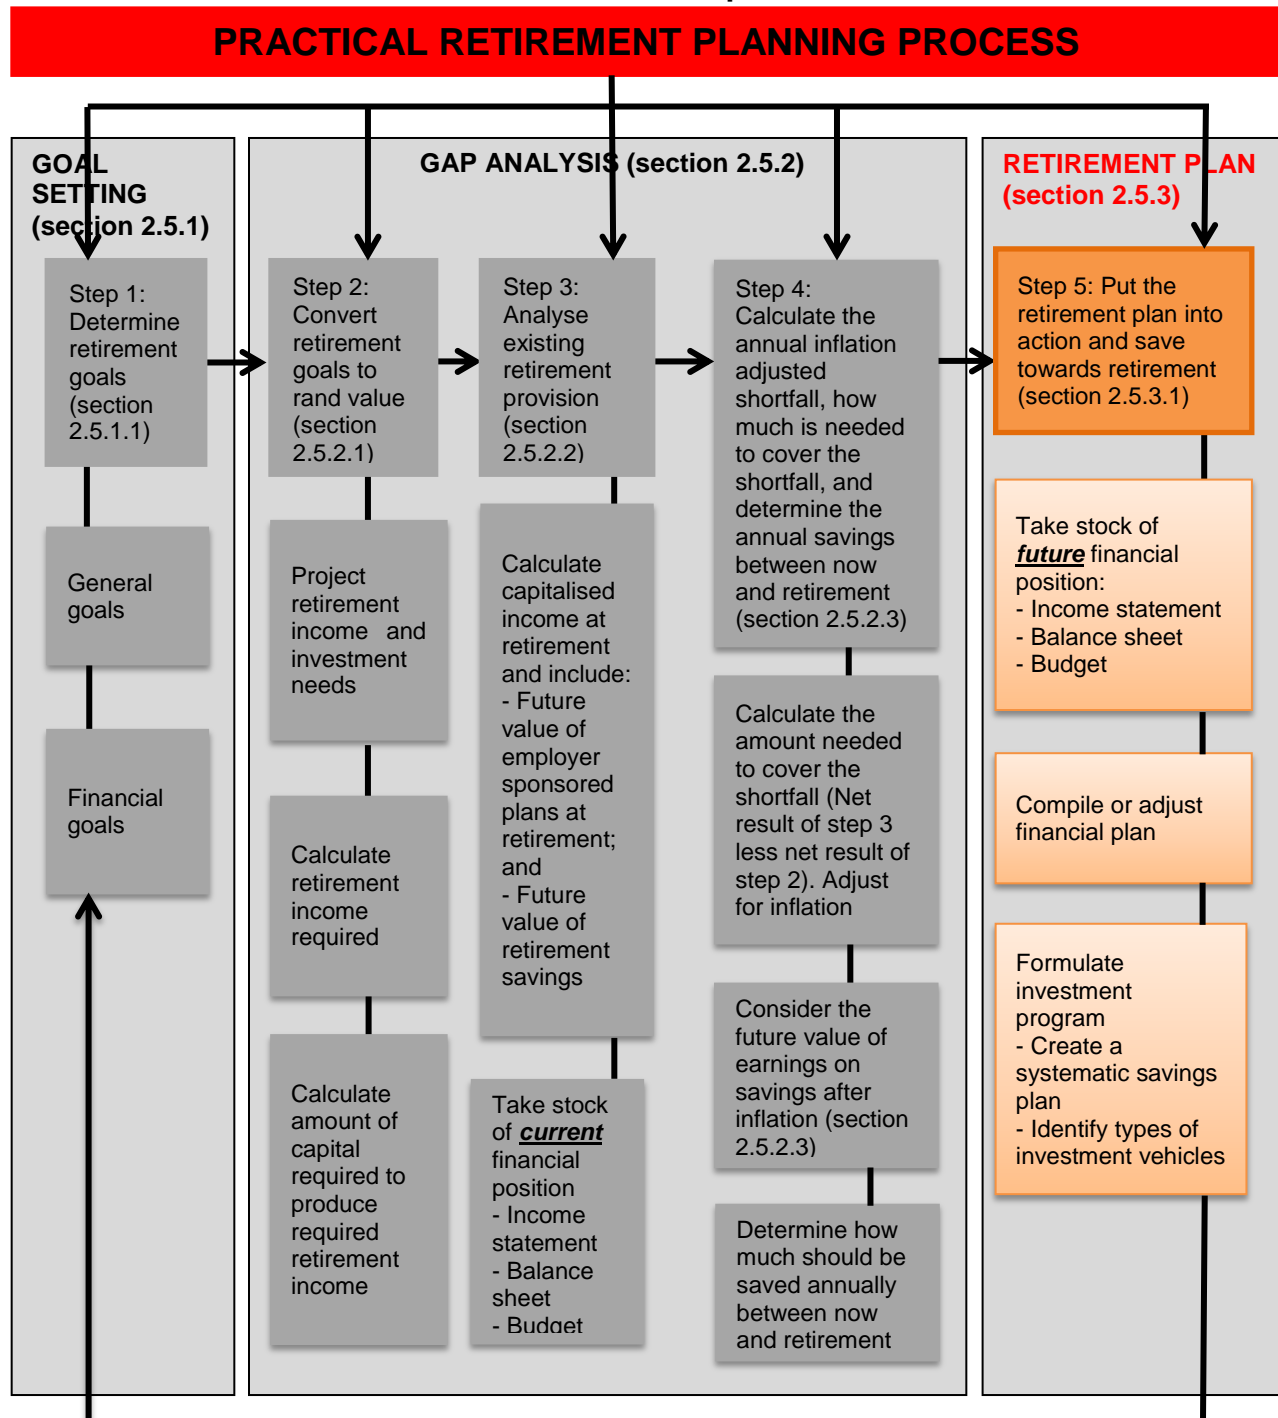 PRACTICAL RETIREMENT PLANNING PROCESS
GOAL
SETTING
(section 2.5.1)
Step 1:
Determine
retirement
goals
(section
2.5.1.1)
General
goals
Financial
goals
GAP ANALYSIS (section 2.5.2)
Step 2:
Convert
retirement
goals to
rand value
(section
2.5.2.1)
Project
retirement
income and
investment
needs
Calculate
retirement
income
required
Calculate
amount of
capital
required to
produce
required
retirement
income
Step 3:
Analyse
existing
retirement
provision
(section
2.5.2.2)
Calculate
capitalised
income at
retirement
and include:
- Future
value of
employer
sponsored
plans at
retirement;
and
- Future
value of
retirement
savings
Take stock
of current
financial
position
- Income
statement
- Balance
sheet
- Budget
Step 4:
Calculate the
annual inflation
adjusted
shortfall, how
much is needed
to cover the
shortfall, and
determine the
annual savings
between now
and retirement
(section 2.5.2.3)
Calculate the
amount needed
to cover the
shortfall (Net
result of step 3
less net result of
step 2). Adjust
for inflation
Consider the
future value of
earnings on
savings after
inflation (section
2.5.2.3)
Determine how
much should be
saved annually
between now
and retirement
RETIREMENT PLAN
(section 2.5.3)
Step 5: Put the
retirement plan into
action and save
towards retirement
(section 2.5.3.1)
Take stock of
future financial
position:
- Income statement
- Balance sheet
- Budget
Compile or adjust
financial plan
Formulate
investment
program
- Create a
systematic savings
plan
- Identify types of
investment vehicles